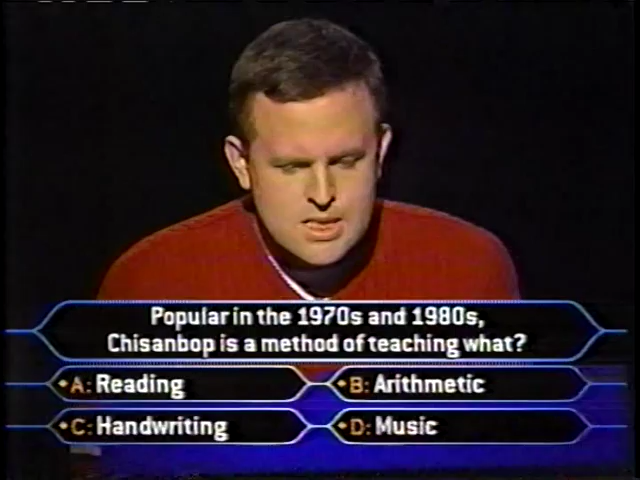 Popular in the 1970s and 1980s,
Chisanbop is a method of teaching what?
A: Reading
B: Arithmetic
C: Handwriting
D: Music